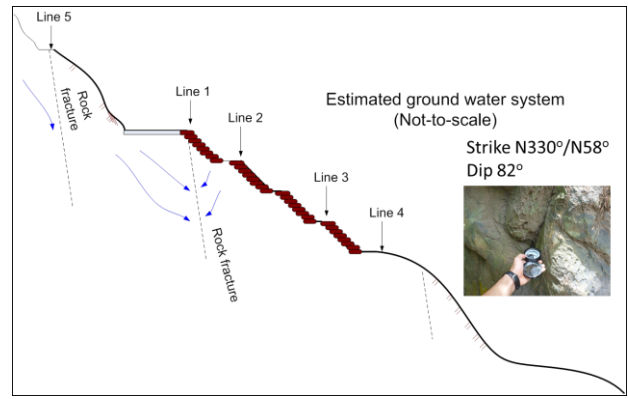 Line 5
Rock
fracture
Line 1
Line 2
Estimated ground water system
(Not-to-scale)
Strike N330°/N58°
Dip 82°
Line 3
Line 4
Rock fracture